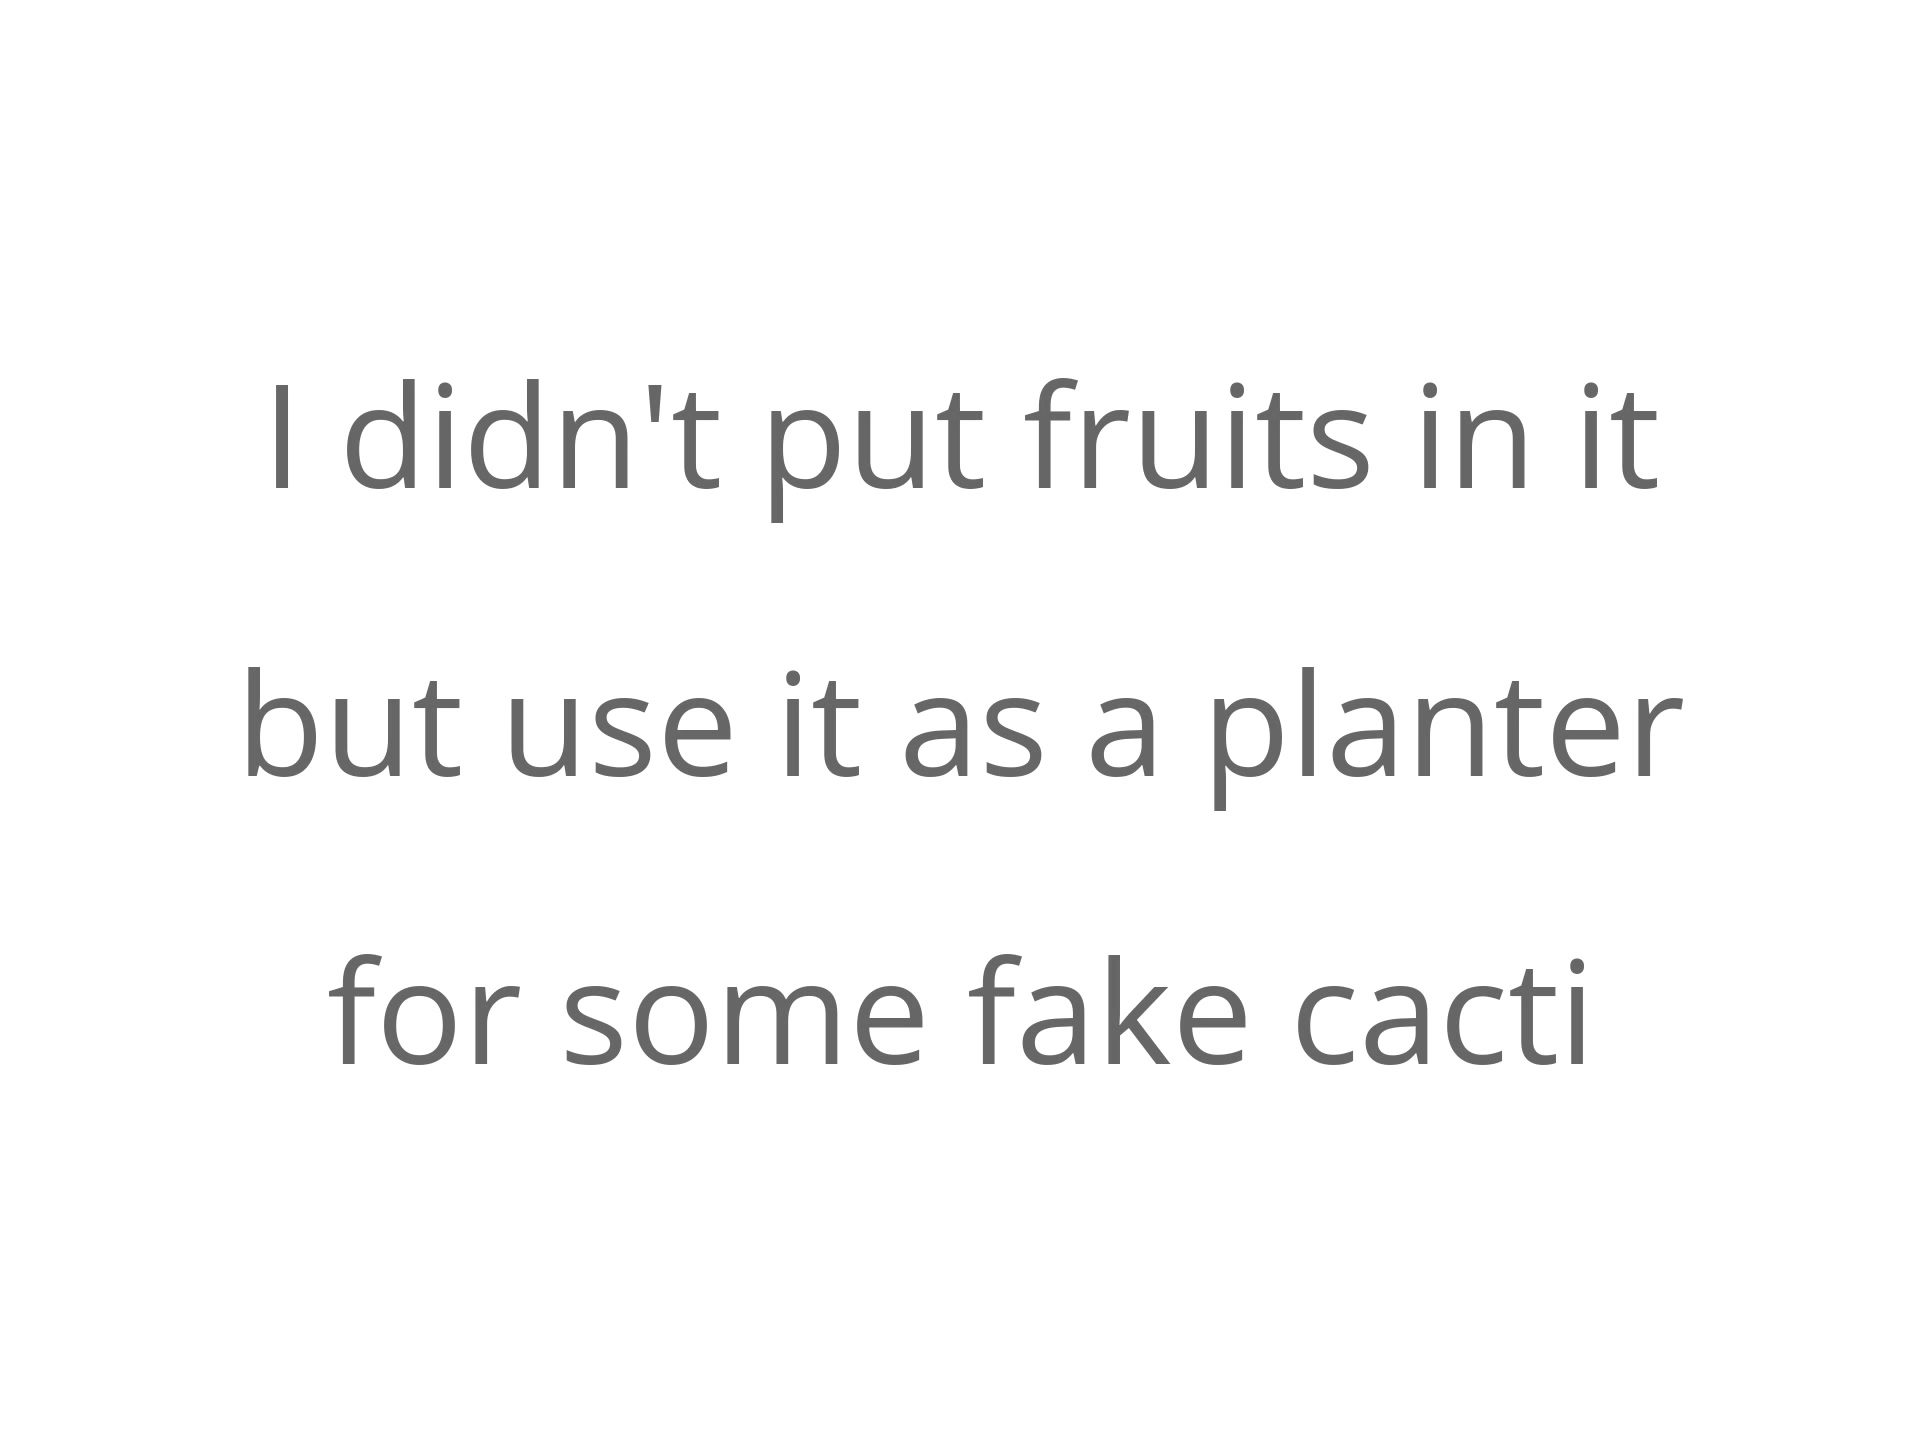 I didn't put fruits in it
but use it as a planter
for some fake cacti